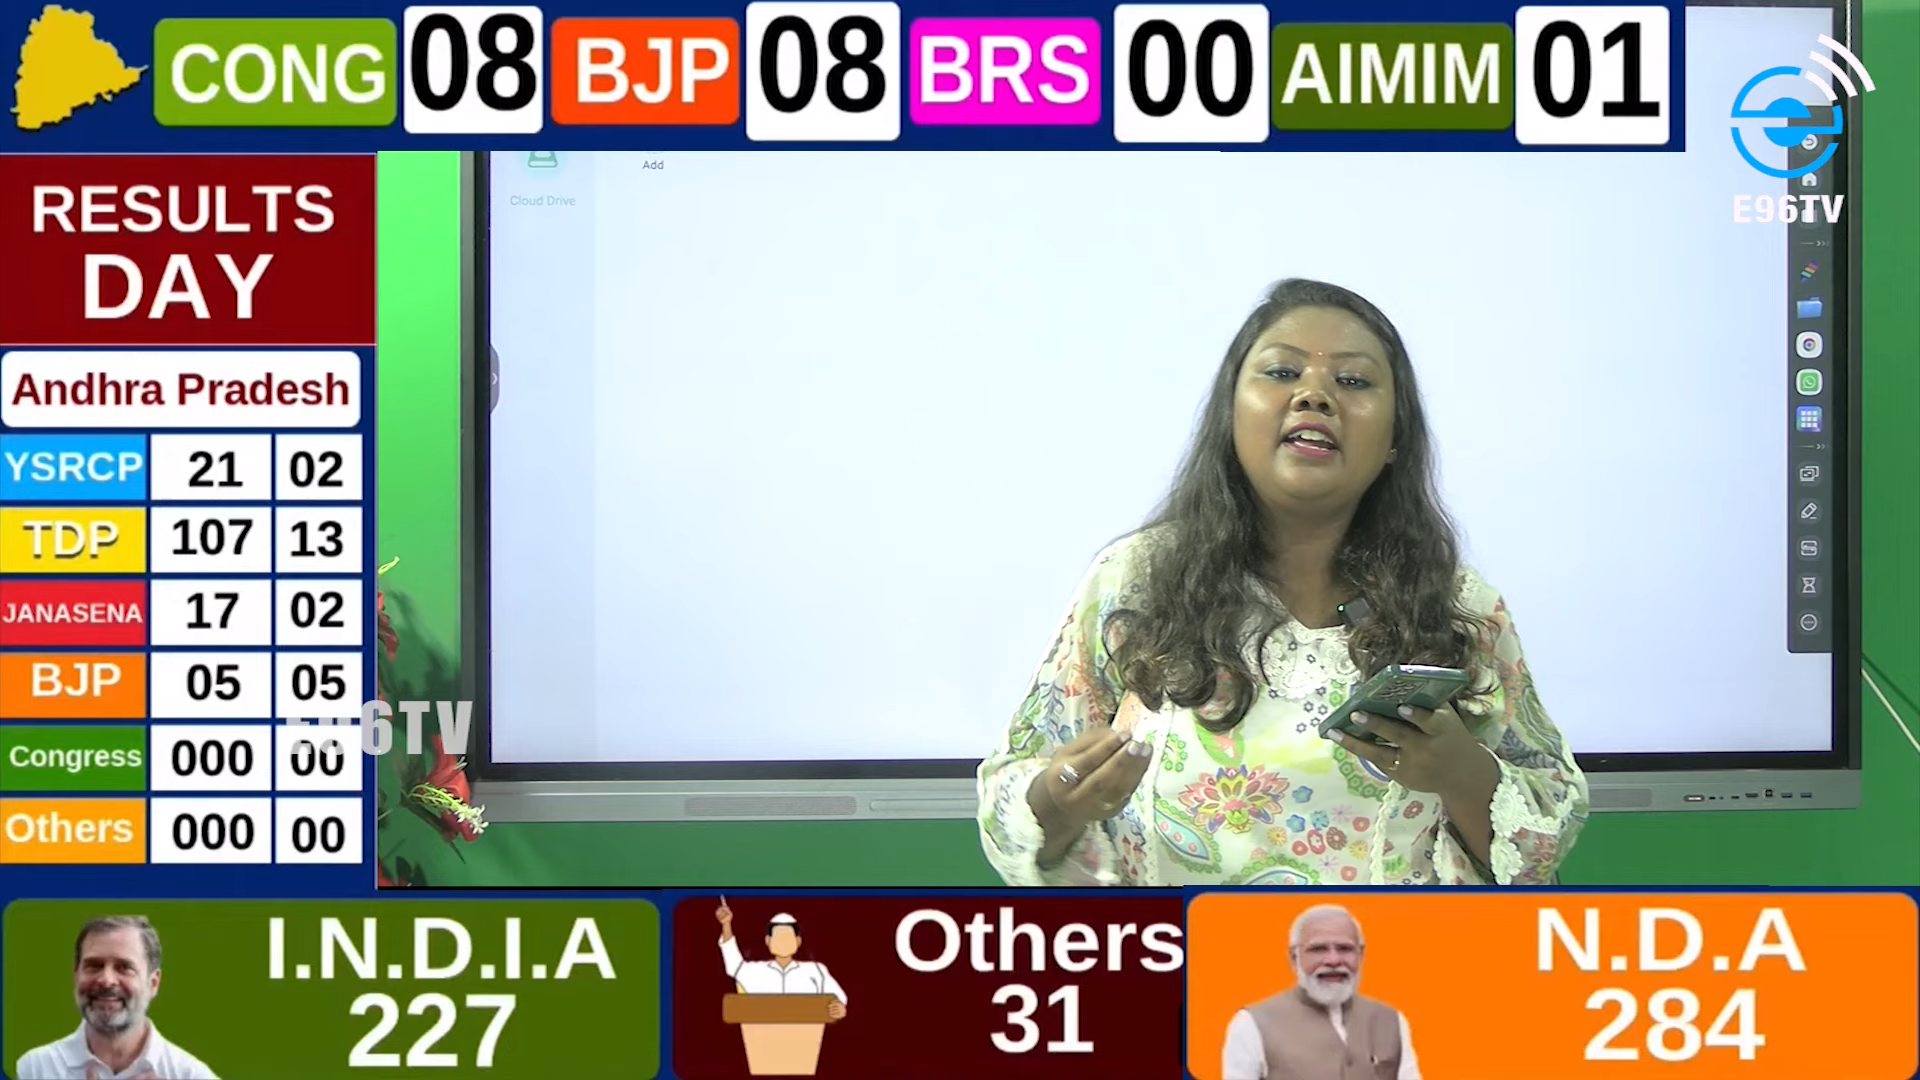 CONG 08 BJP 08 BRS 00 AIMIM 01
E96TV
RESULTS
DAY
Add
Cloud Drive
Andhra Pradesh
YSRCP 21 02
TDP 107 13
JANASENA 17 02
BJP 05 05
E96TV
Congress 000 00
Others 000 00
I.N.D.I.A
227
Others
31
N.D.A
284